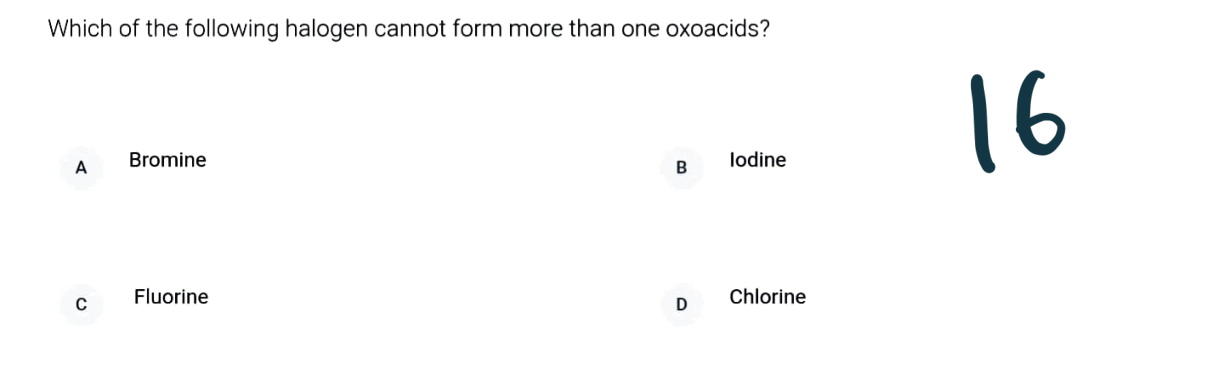 Which of the following halogen cannot form more than one oxoacids?
16
A Bromine
B Iodine
C Fluorine
D Chlorine